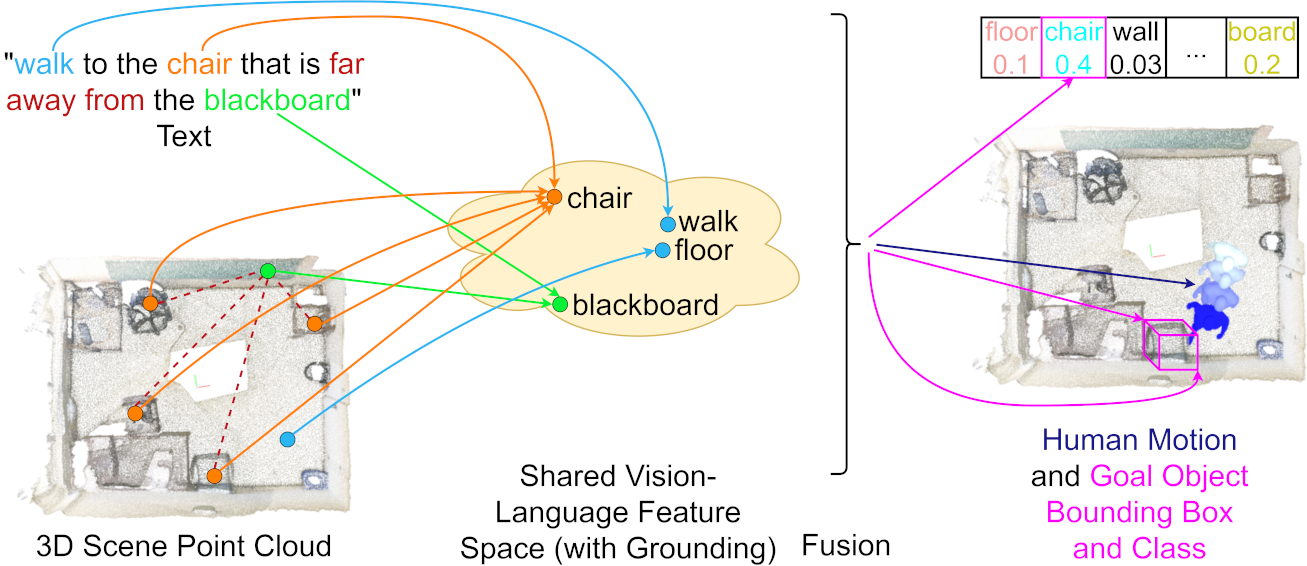 "walk to the chair that is far
away from the blackboard"
Text
chair
walk
floor
blackboard
3D Scene Point Cloud
Shared Vision-
Language Feature
Space (with Grounding)
Fusion
floor chair wall ... board
0.1 0.4 0.03 0.2
Human Motion
and Goal Object
Bounding Box
and Class